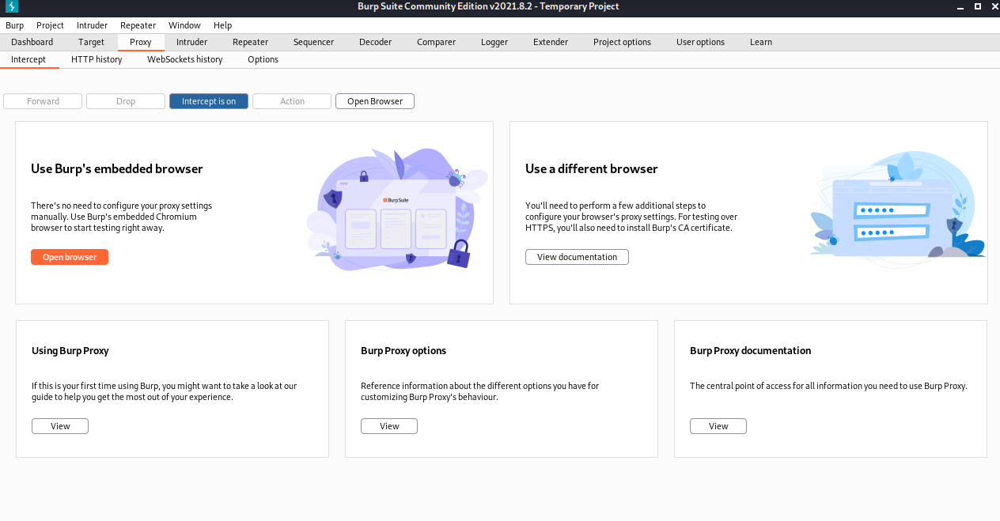 Burp Suite Community Edition v2021.8.2 - Temporary Project
Burp Project Intruder Repeater Window Help
Dashboard Target Proxy Intruder Repeater Sequencer Decoder Comparer Logger Extender Project options User options Learn
Intercept HTTP history WebSockets history Options
Forward Drop Intercept is on Action Open Browser
Use Burp's embedded browser
There's no need to configure your proxy settings
manually. Use Burp's embedded Chromium
browser to start testing right away.
Open browser
BurpSuite
Use a different browser
You'll need to perform a few additional steps to
configure your browser's proxy settings. For testing over
HTTPS, you'll also need to install Burp's CA certificate.
View documentation
Using Burp Proxy
If this is your first time using Burp, you might want to take a look at our
guide to help you get the most out of your experience.
View
Burp Proxy options
Reference information about the different options you have for
customizing Burp Proxy's behaviour.
View
Burp Proxy documentation
The central point of access for all information you need to use Burp Proxy.
View